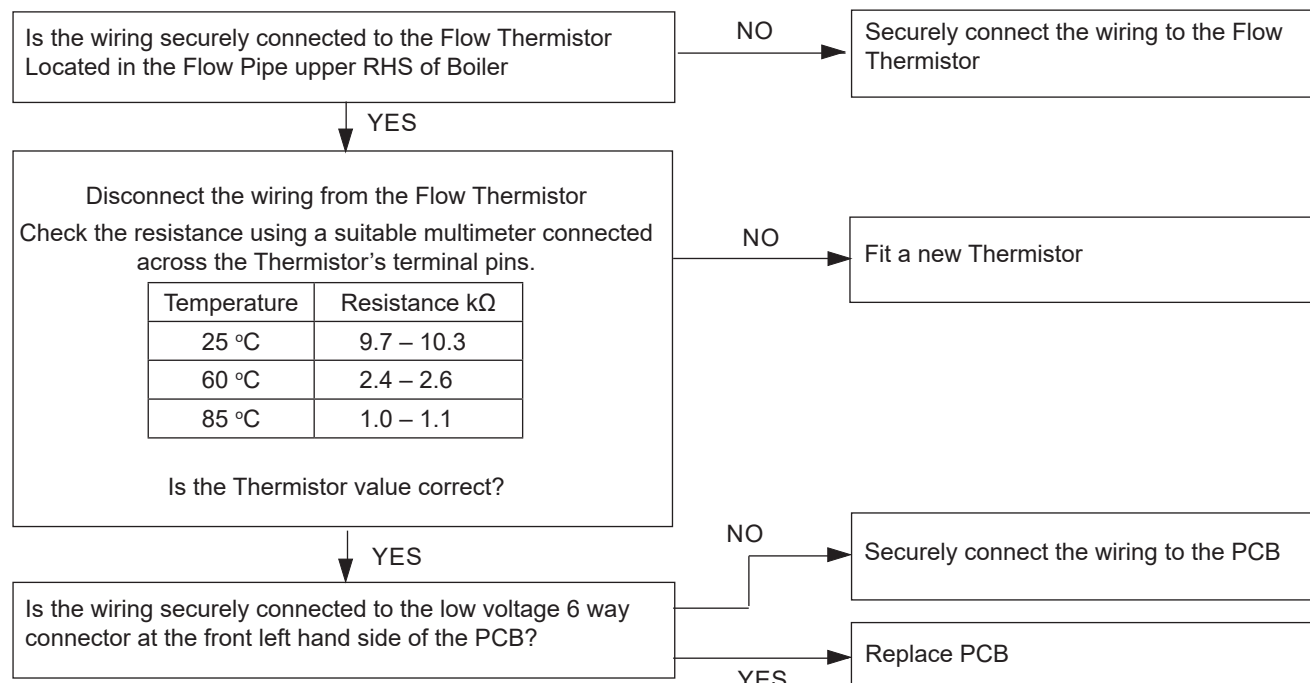 Is the wiring securely connected to the Flow Thermistor
Located in the Flow Pipe upper RHS of Boiler
NO
Securely connect the wiring to the Flow
Thermistor
YES
Disconnect the wiring from the Flow Thermistor
Check the resistance using a suitable multimeter connected
across the Thermistor’s terminal pins.
Temperature Resistance kΩ
25 ºC 9.7 – 10.3
60 ºC 2.4 – 2.6
85 ºC 1.0 – 1.1
Is the Thermistor value correct?
NO
Fit a new Thermistor
YES
Is the wiring securely connected to the low voltage 6 way
connector at the front left hand side of the PCB?
NO
Securely connect the wiring to the PCB
YES
Replace PCB